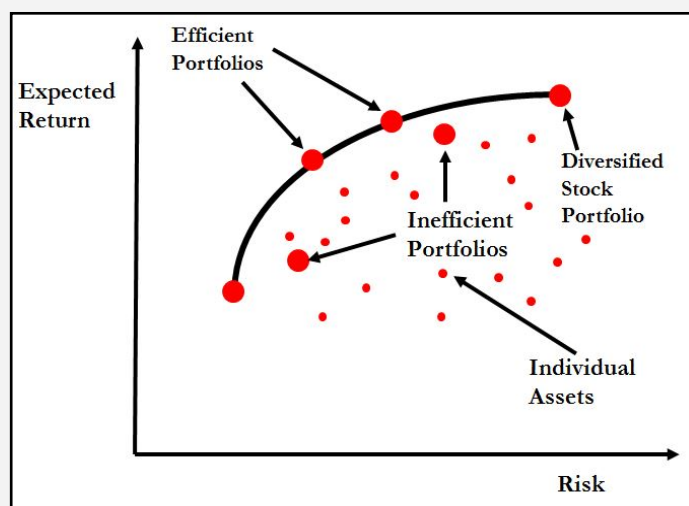 Efficient
Portfolios
Expected
Return
Diversified
Stock
Portfolio
Inefficient
Portfolios
Individual
Assets
Risk